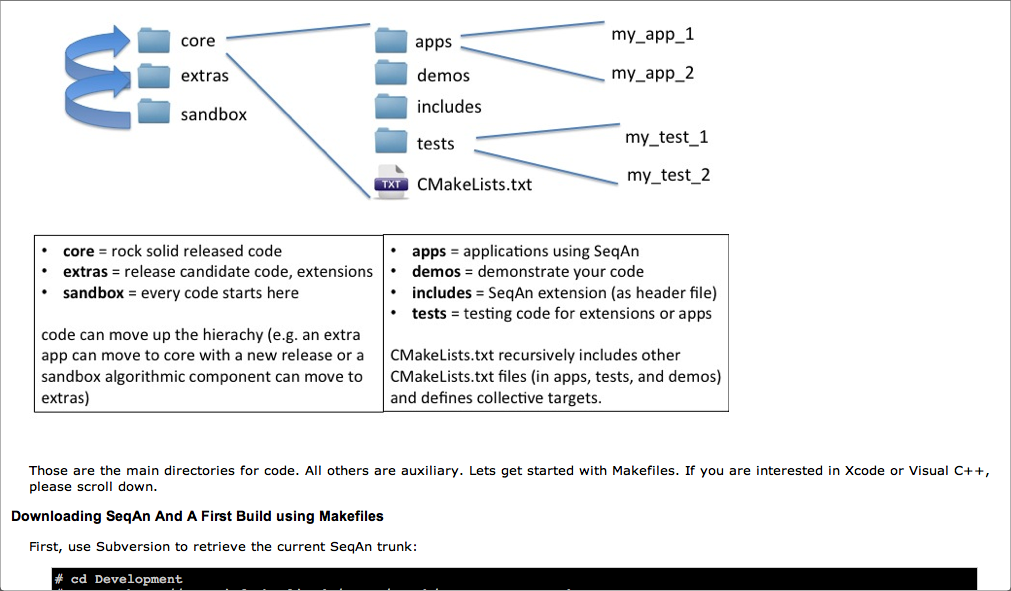 core
extras
sandbox
apps
demos
includes
tests
TXT
CMakeLists.txt
my_app_1
my_app_2
my_test_1
my_test_2
• core = rock solid released code
• extras = release candidate code, extensions
• sandbox = every code starts here
code can move up the hierachy (e.g. an extra
app can move to core with a new release or a
sandbox algorithmic component can move to
extras)
• apps = applications using SeqAn
• demos = demonstrate your code
• includes = SeqAn extension (as header file)
• tests = testing code for extensions or apps
CMakeLists.txt recursively includes other
CMakeLists.txt files (in apps, tests, and demos)
and defines collective targets.
Those are the main directories for code. All others are auxiliary. Lets get started with Makefiles. If you are interested in Xcode or Visual C++,
please scroll down.
Downloading SeqAn And A First Build using Makefiles
First, use Subversion to retrieve the current SeqAn trunk:
# cd Development